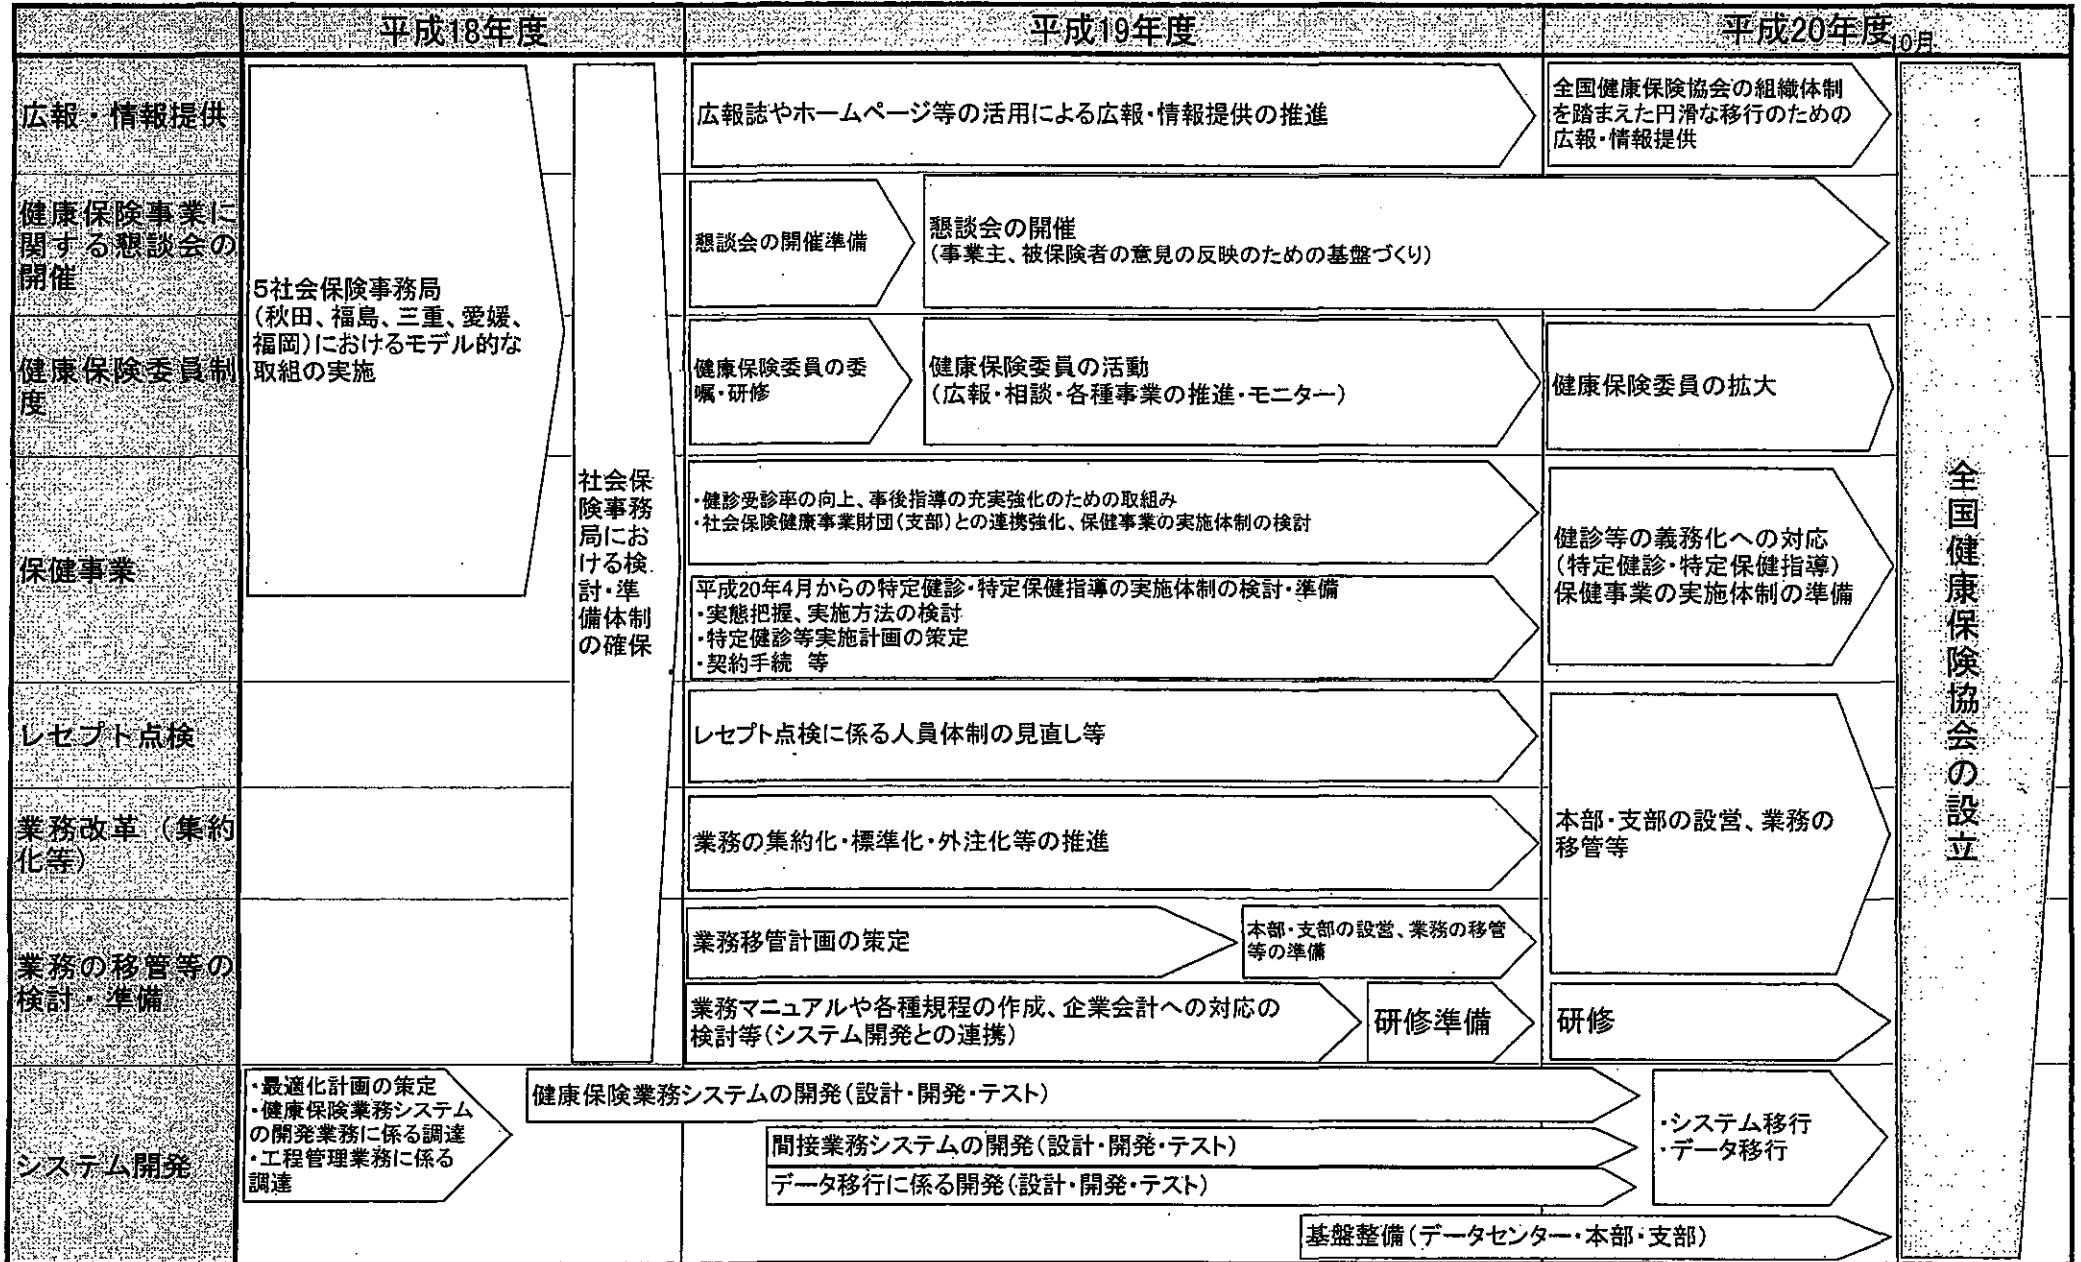 平成18年度
平成19年度
平成20年度
10月
広報・情報提供
広報誌やホームページ等の活用による広報・情報提供の推進
全国健康保険協会の組織体制
を踏まえた円滑な移行のための
広報・情報提供
健康保険事業に
関する懇談会の
開催
懇談会の開催準備
懇談会の開催
(事業主、被保険者の意見の反映のための基盤づくり)
5社会保険事務局
(秋田、福島、三重、愛媛、
福岡)におけるモデル的な
取組の実施
健康保険委員制
度
健康保険委員の委
嘱・研修
健康保険委員の活動
(広報・相談・各種事業の推進・モニター)
健康保険委員の拡大
社会保
険事務
局にお
ける検
討・準
備体制
の確保
保健事業
・健診受診率の向上、事後指導の充実強化のための取組み
・社会保険健康事業財団(支部)との連携強化、保健事業の実施体制の検討
平成20年4月からの特定健診・特定保健指導の実施体制の検討・準備
・実態把握、実施方法の検討
・特定健診等実施計画の策定
・契約手続 等
健診等の義務化への対応
(特定健診・特定保健指導)
保健事業の実施体制の準備
全国健康保険協会の設立
レセプト点検
レセプト点検に係る人員体制の見直し等
業務改革（集約
化等）
業務の集約化・標準化・外注化等の推進
本部・支部の設営、業務の
移管等
業務の移管等の
検討・準備
業務移管計画の策定
本部・支部の設営、業務の移管
等の準備
業務マニュアルや各種規程の作成、企業会計への対応の
検討等(システム開発との連携)
研修準備
研修
システム開発
・最適化計画の策定
・健康保険業務システム
の開発業務に係る調達
・工程管理業務に係る
調達
健康保険業務システムの開発(設計・開発・テスト)
間接業務システムの開発(設計・開発・テスト)
データ移行に係る開発(設計・開発・テスト)
・システム移行
・データ移行
基盤整備(データセンター・本部・支部)